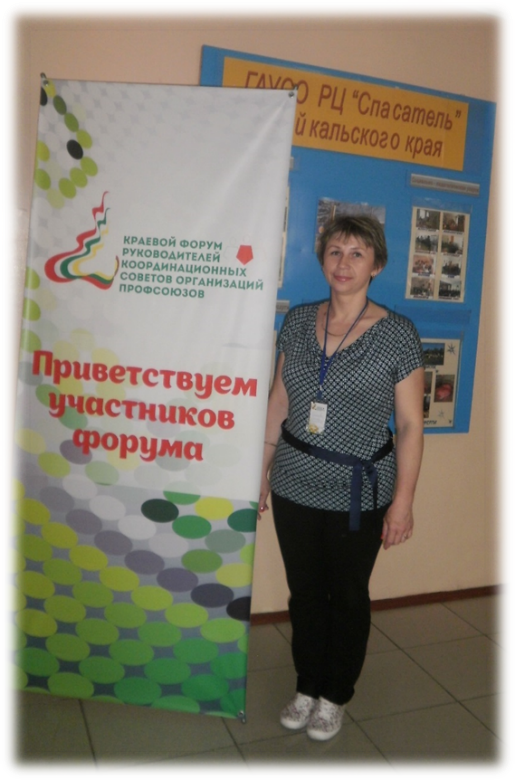 ГАУСО РЦ "Спасатель"
кальского края
КРАЕВОЙ ФОРУМ
РУКОВОДИТЕЛЕЙ
КООРДИНАЦИОННЫХ
СОВЕТОВ ОРГАНИЗАЦИЙ
ПРОФСОЮЗОВ
Приветствуем
участников
форума